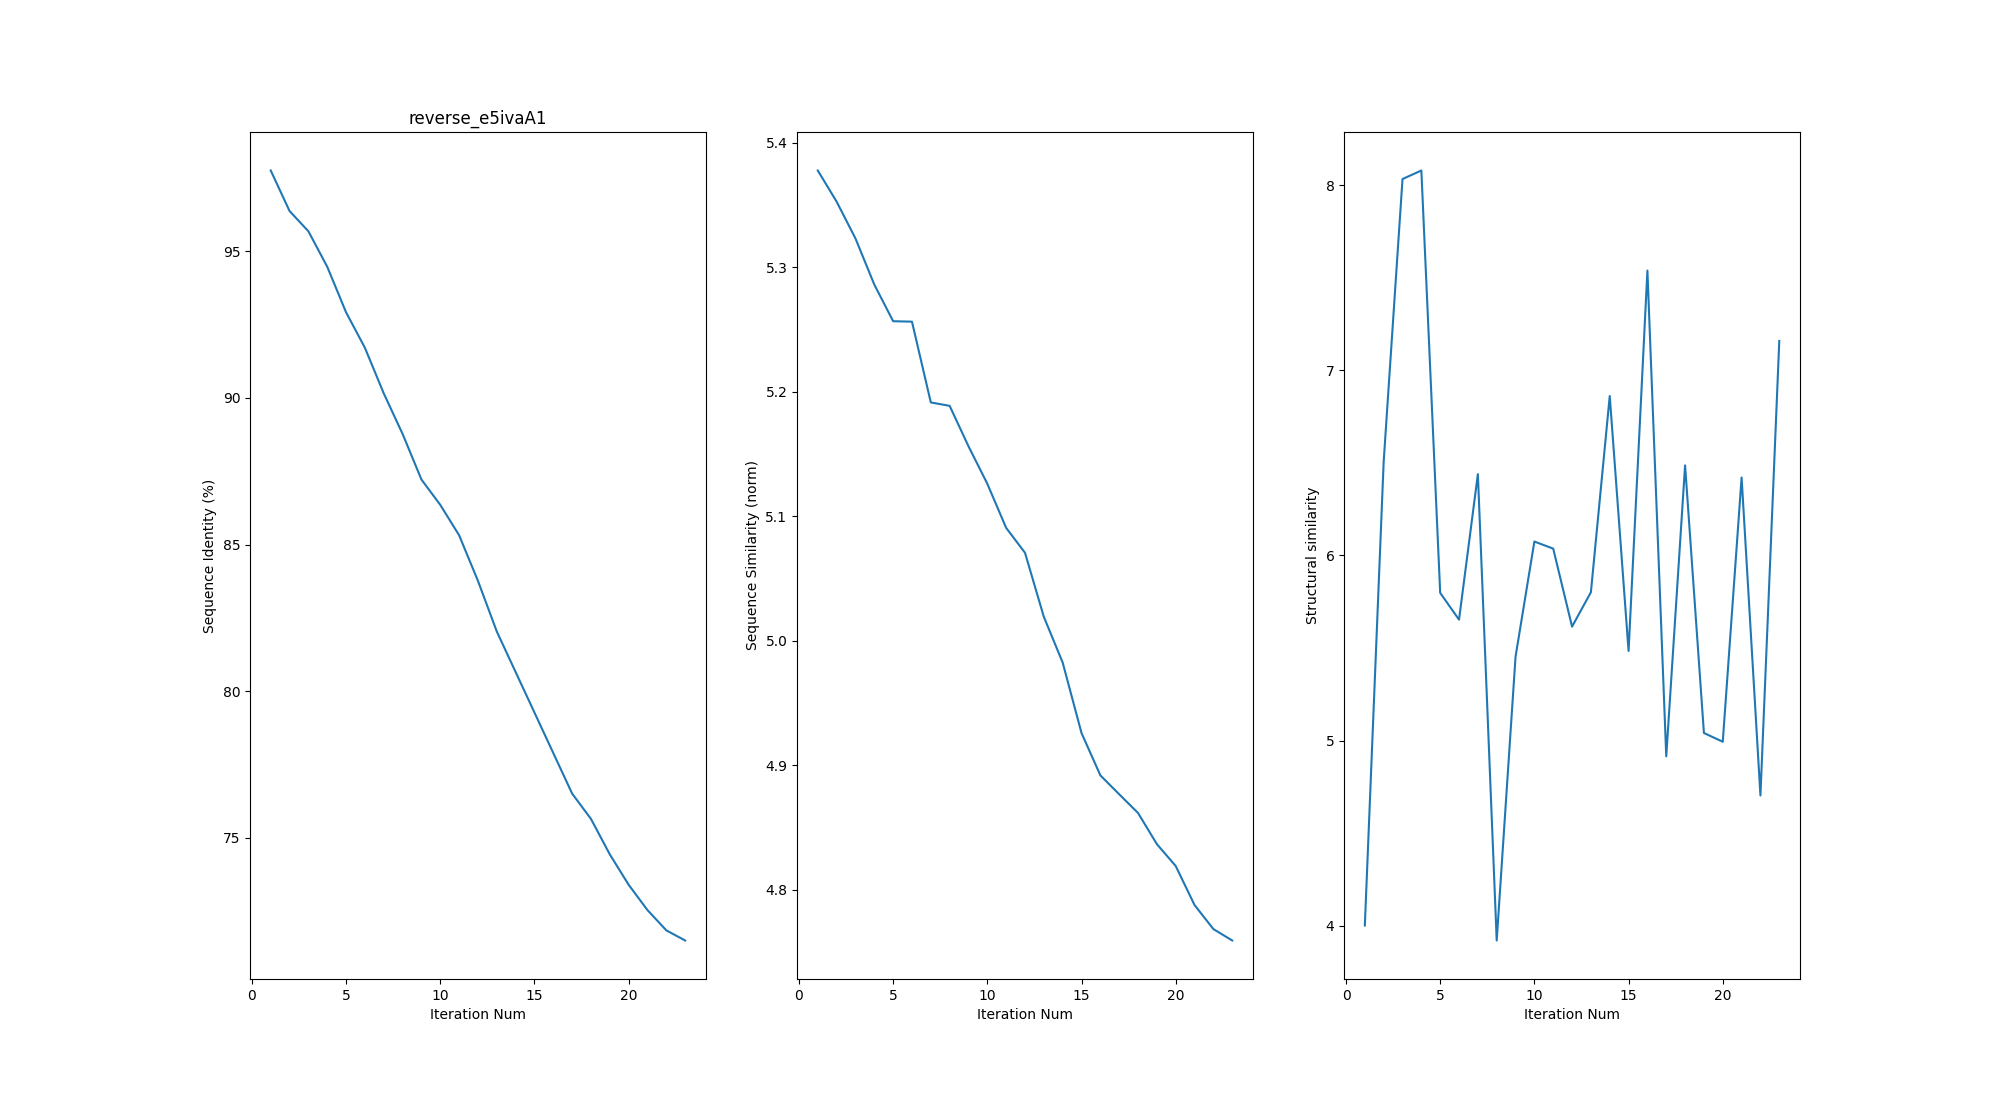 reverse_e5ivaA1
Sequence Identity (%)
95
90
85
80
75
0 5 10 15 20
Iteration Num
Sequence Similarity (norm)
5.4
5.3
5.2
5.1
5.0
4.9
4.8
0 5 10 15 20
Iteration Num
Structural similarity
8
7
6
5
4
0 5 10 15 20
Iteration Num